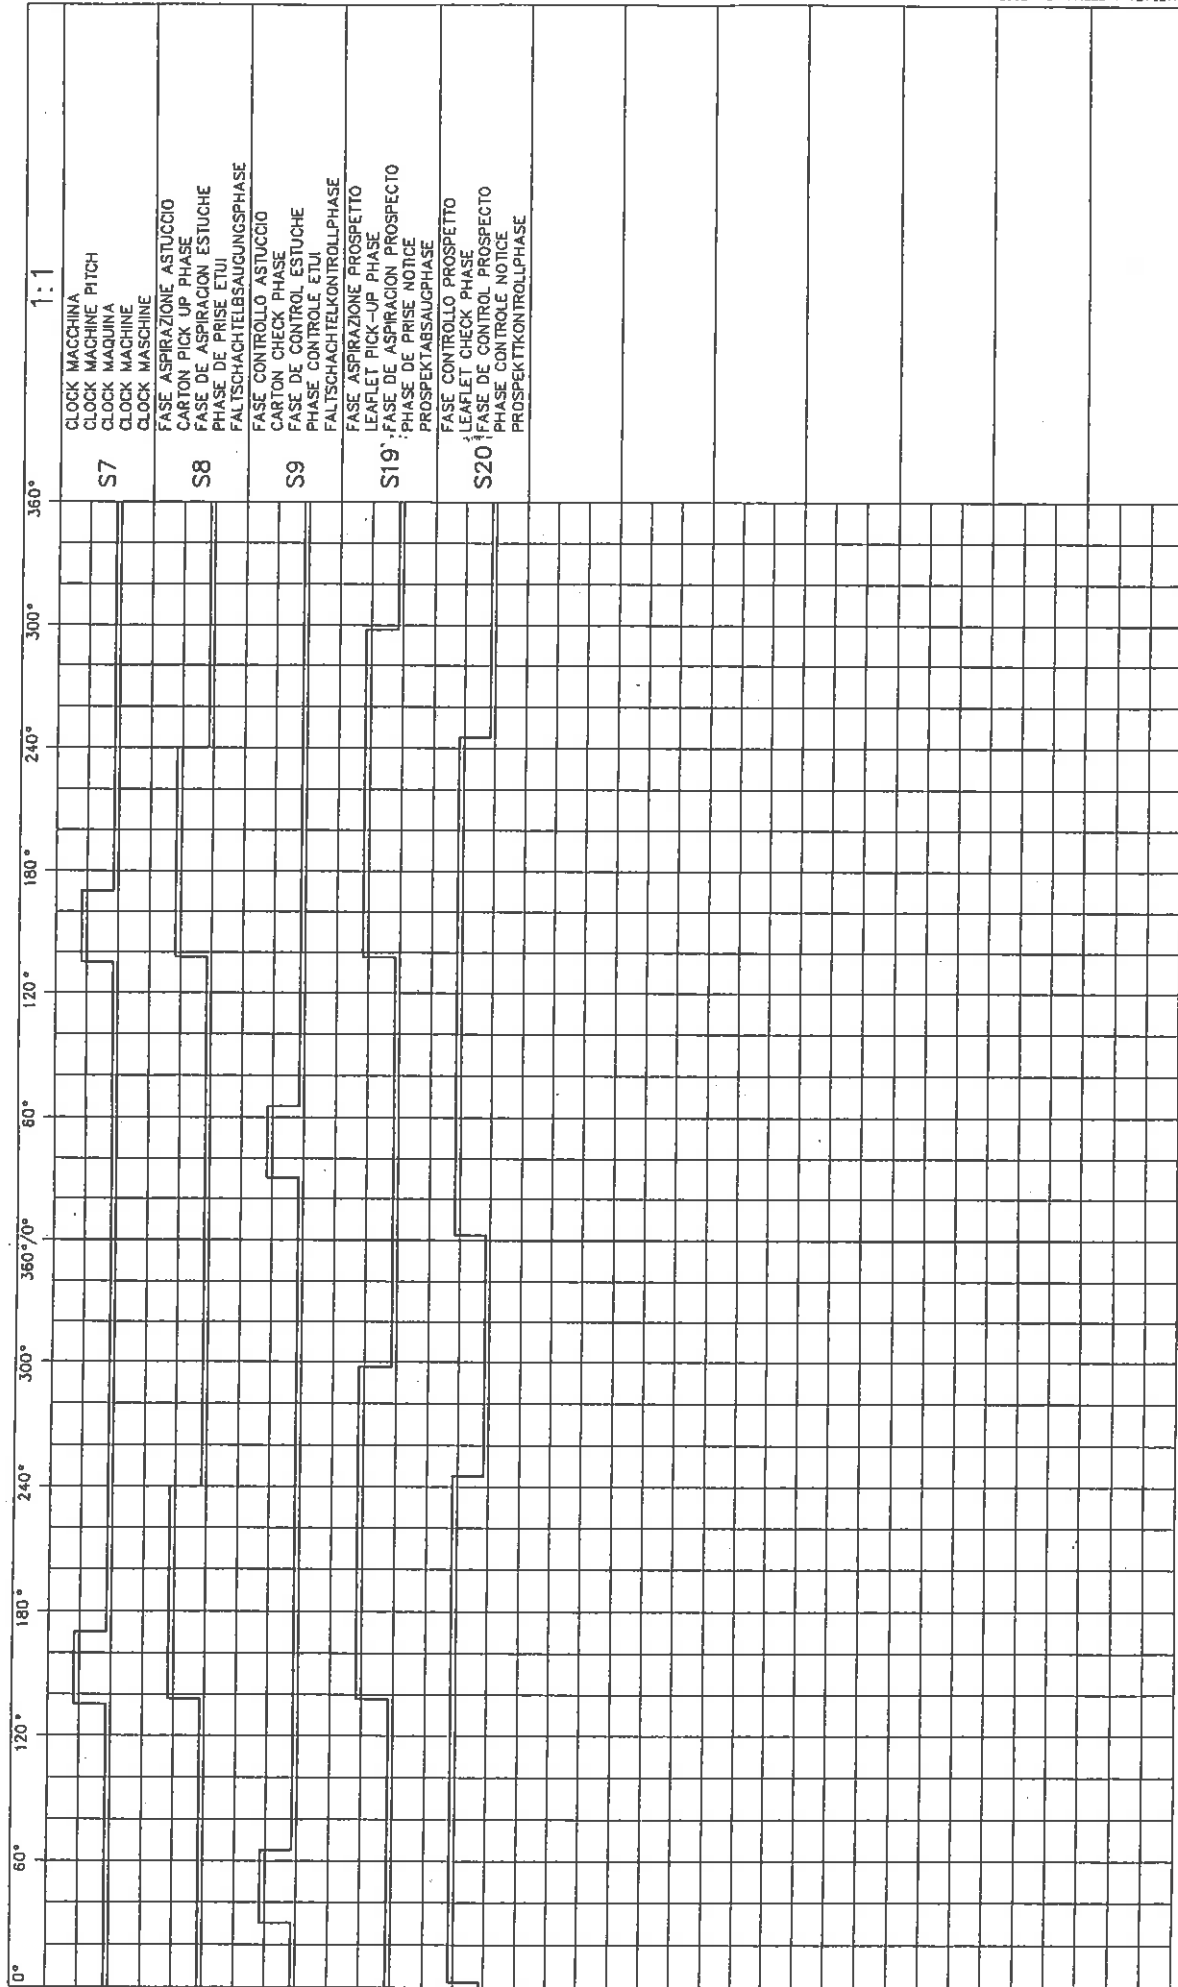 1:1
0°
60°
120°
180°
240°
300°
360°/0°
60°
120°
180°
240°
300°
360°
S7
CLOCK MACCHINA
CLOCK MACHINE PITCH
CLOCK MAQUINA
CLOCK MACHINE
CLOCK MASCHINE
S8
FASE ASPIRAZIONE ASTUCCIO
CARTON PICK UP PHASE
FASE DE ASPIRACION ESTUCHE
PHASE DE PRISE ETUI
FALTSCHACHTELBSAUGUNGSPHASE
S9
FASE CONTROLLO ASTUCCIO
CARTON CHECK PHASE
FASE DE CONTROL ESTUCHE
PHASE CONTROLE ETUI
FALTSCHACHTELKONTROLLPHASE
S19
FASE ASPIRAZIONE PROSPETTO
LEAFLET PICK-UP PHASE
FASE DE ASPIRACION PROSPECTO
PHASE DE PRISE NOTICE
PROSPEKTABSAUGPHASE
S20
FASE CONTROLLO PROSPETTO
LEAFLET CHECK PHASE
FASE DE CONTROL PROSPECTO
PHASE CONTROLE NOTICE
PROSPEKTTKONTROLLPHASE